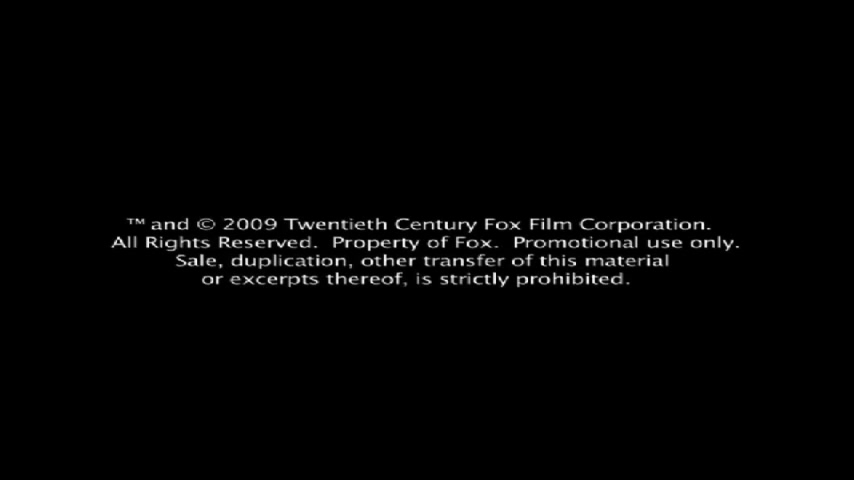 ™ and © 2009 Twentieth Century Fox Film Corporation.
All Rights Reserved. Property of Fox. Promotional use only.
Sale, duplication, other transfer of this material
or excerpts thereof, is strictly prohibited.